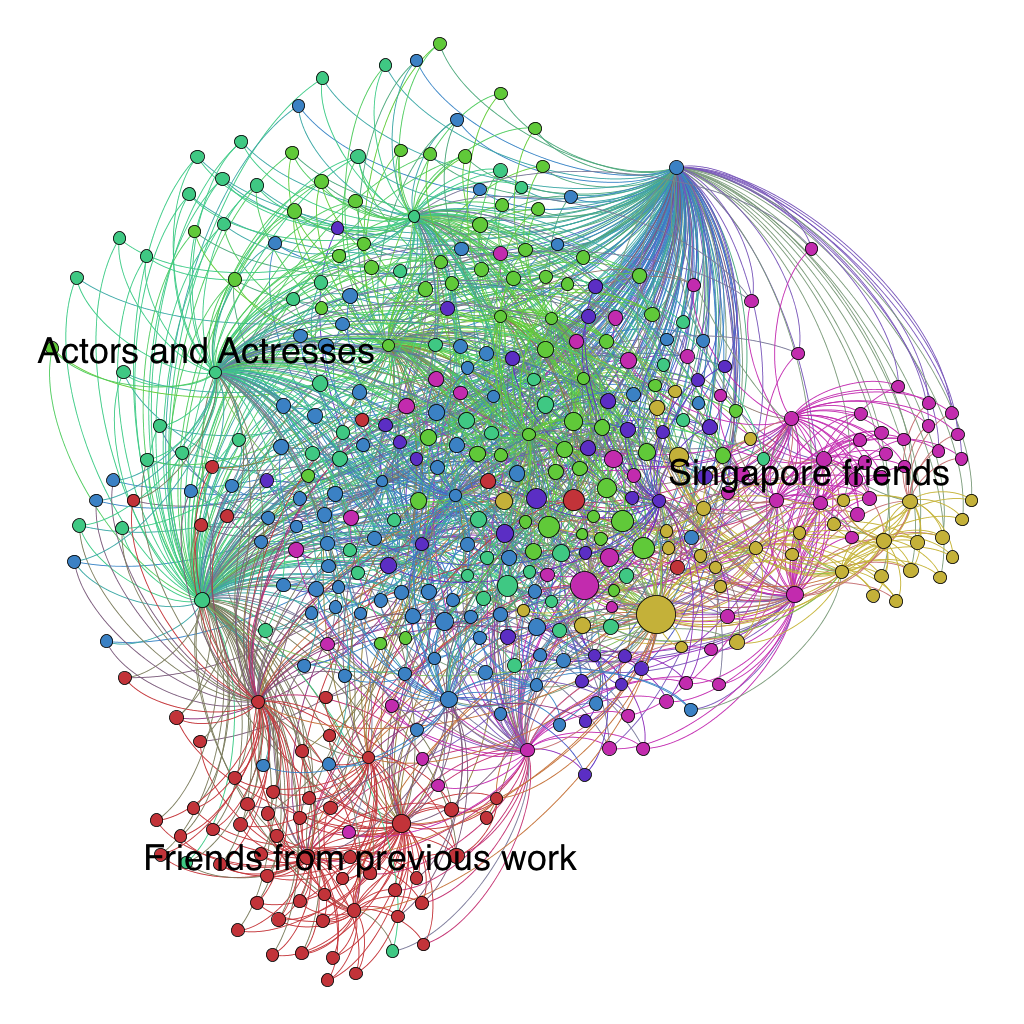 Actors and Actresses
Singapore friends
Friends from previous work